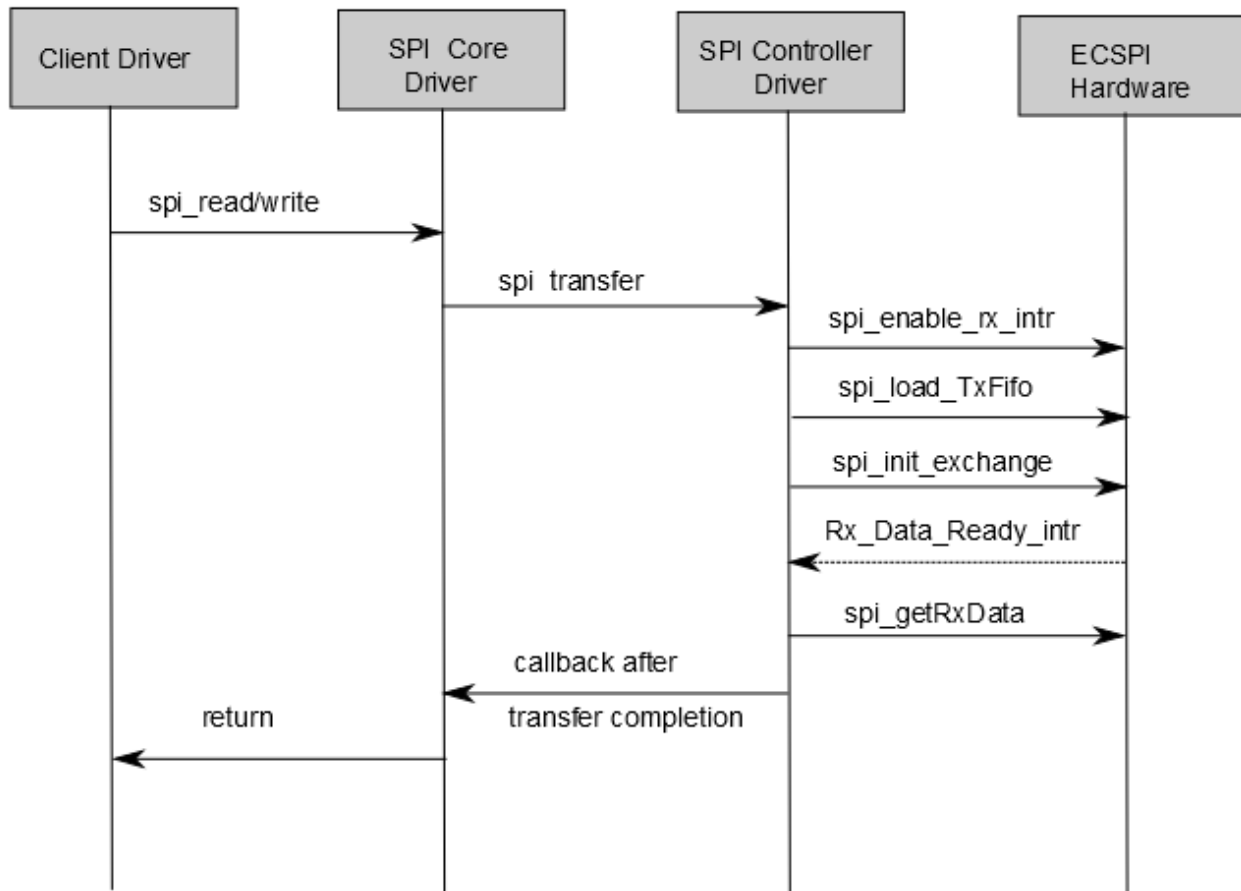 Client Driver
SPI Core
Driver
SPI Controller
Driver
ECSPI
Hardware
spi_read/write
spi transfer
spi_enable_rx_intr
spi_load_TxFifo
spi_init_exchange
Rx_Data_Ready_intr
spi_getRxData
callback after
transfer completion
return